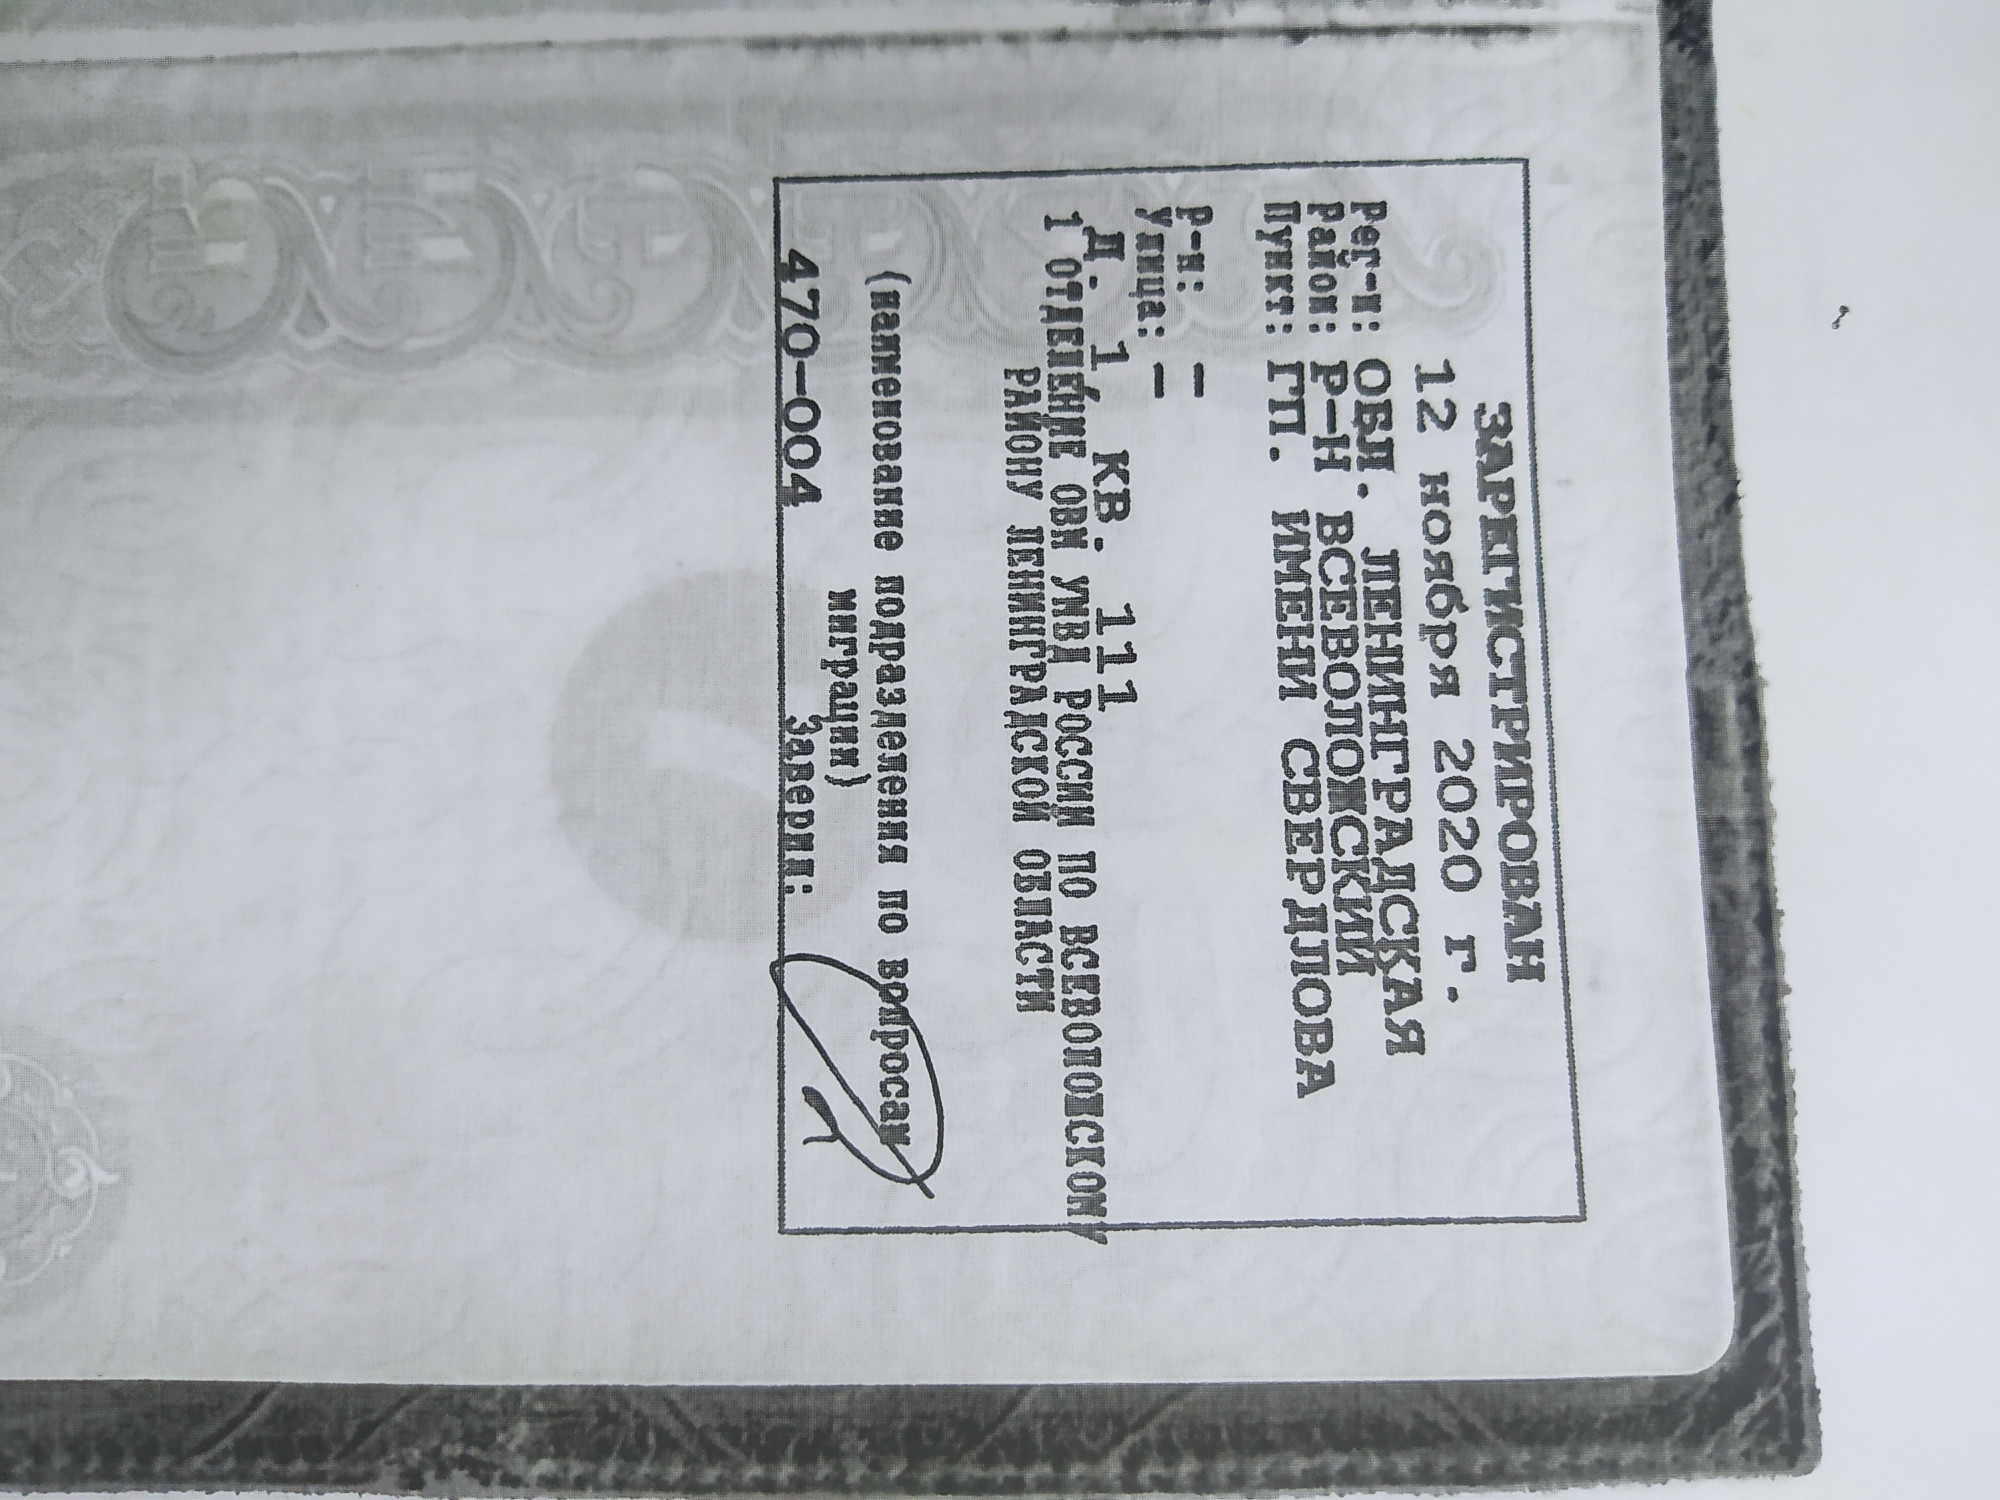 ЗАРЕГИСТРИРОВАН
12 ноября 2020 г.
Рег-н: ОБЛ. ЛЕНИНГРАДСКАЯ
Район: Р-Н ВСЕВОЛОЖСКИЙ
Пункт: ГП. ИМЕНИ СВЕРДЛОВА
Р-н: –
Улица: –
Д. 1, КВ. 111
1 ОТДЕЛЕНИЕ ОВМ УМВД РОССИИ ПО ВСЕВОЛОЖСКОМУ
РАЙОНУ ЛЕНИНГРАДСКОЙ ОБЛАСТИ
(наименование подразделения по вопросам
миграции)
470-004 Заверил: